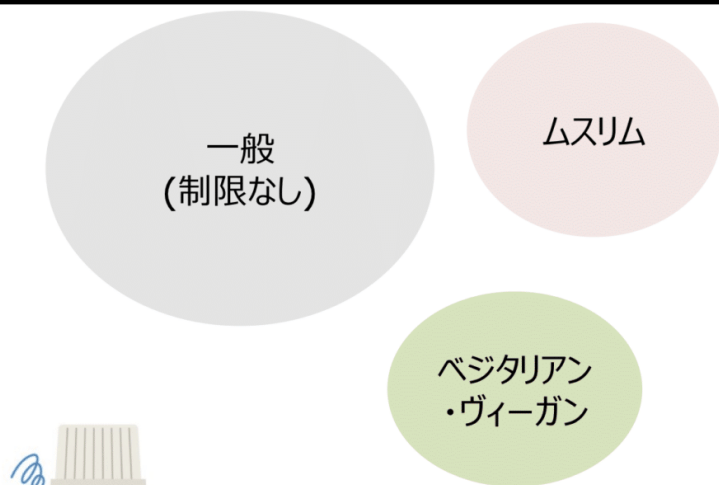 一般
(制限なし)
ムスリム
ベジタリアン
・ヴィーガン